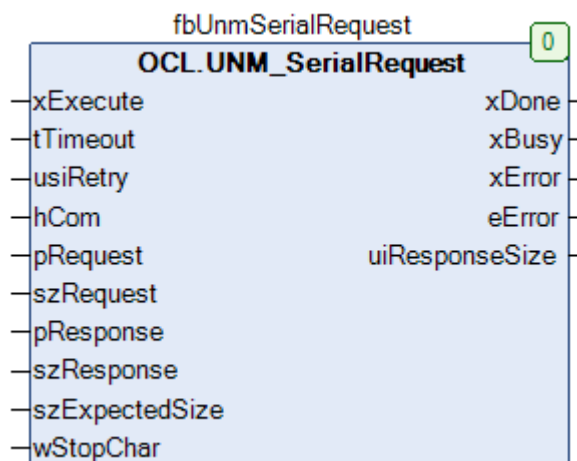 fbUnmSerialRequest
0
OCL.UNM_SerialRequest
xExecute xDone
tTimeout xBusy
usiRetry xError
hCom eError
pRequest uiResponseSize
szRequest
pResponse
szResponse
szExpectedSize
wStopChar